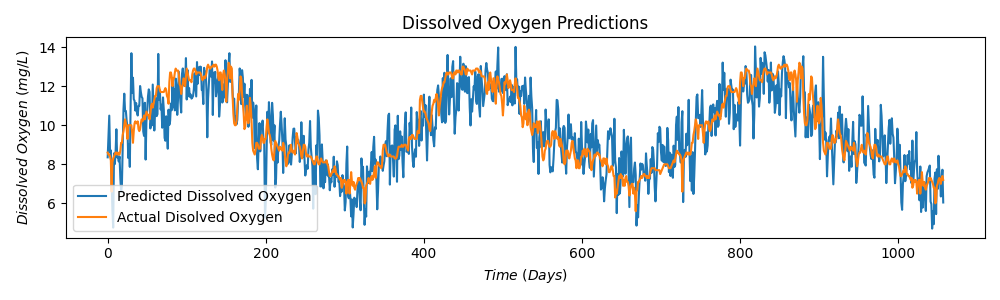 Dissolved Oxygen Predictions
Dissolved Oxygen (mg/L)
14
12
10
8
6
Predicted Dissolved Oxygen
Actual Disolved Oxygen
0 200 400 600 800 1000
Time (Days)